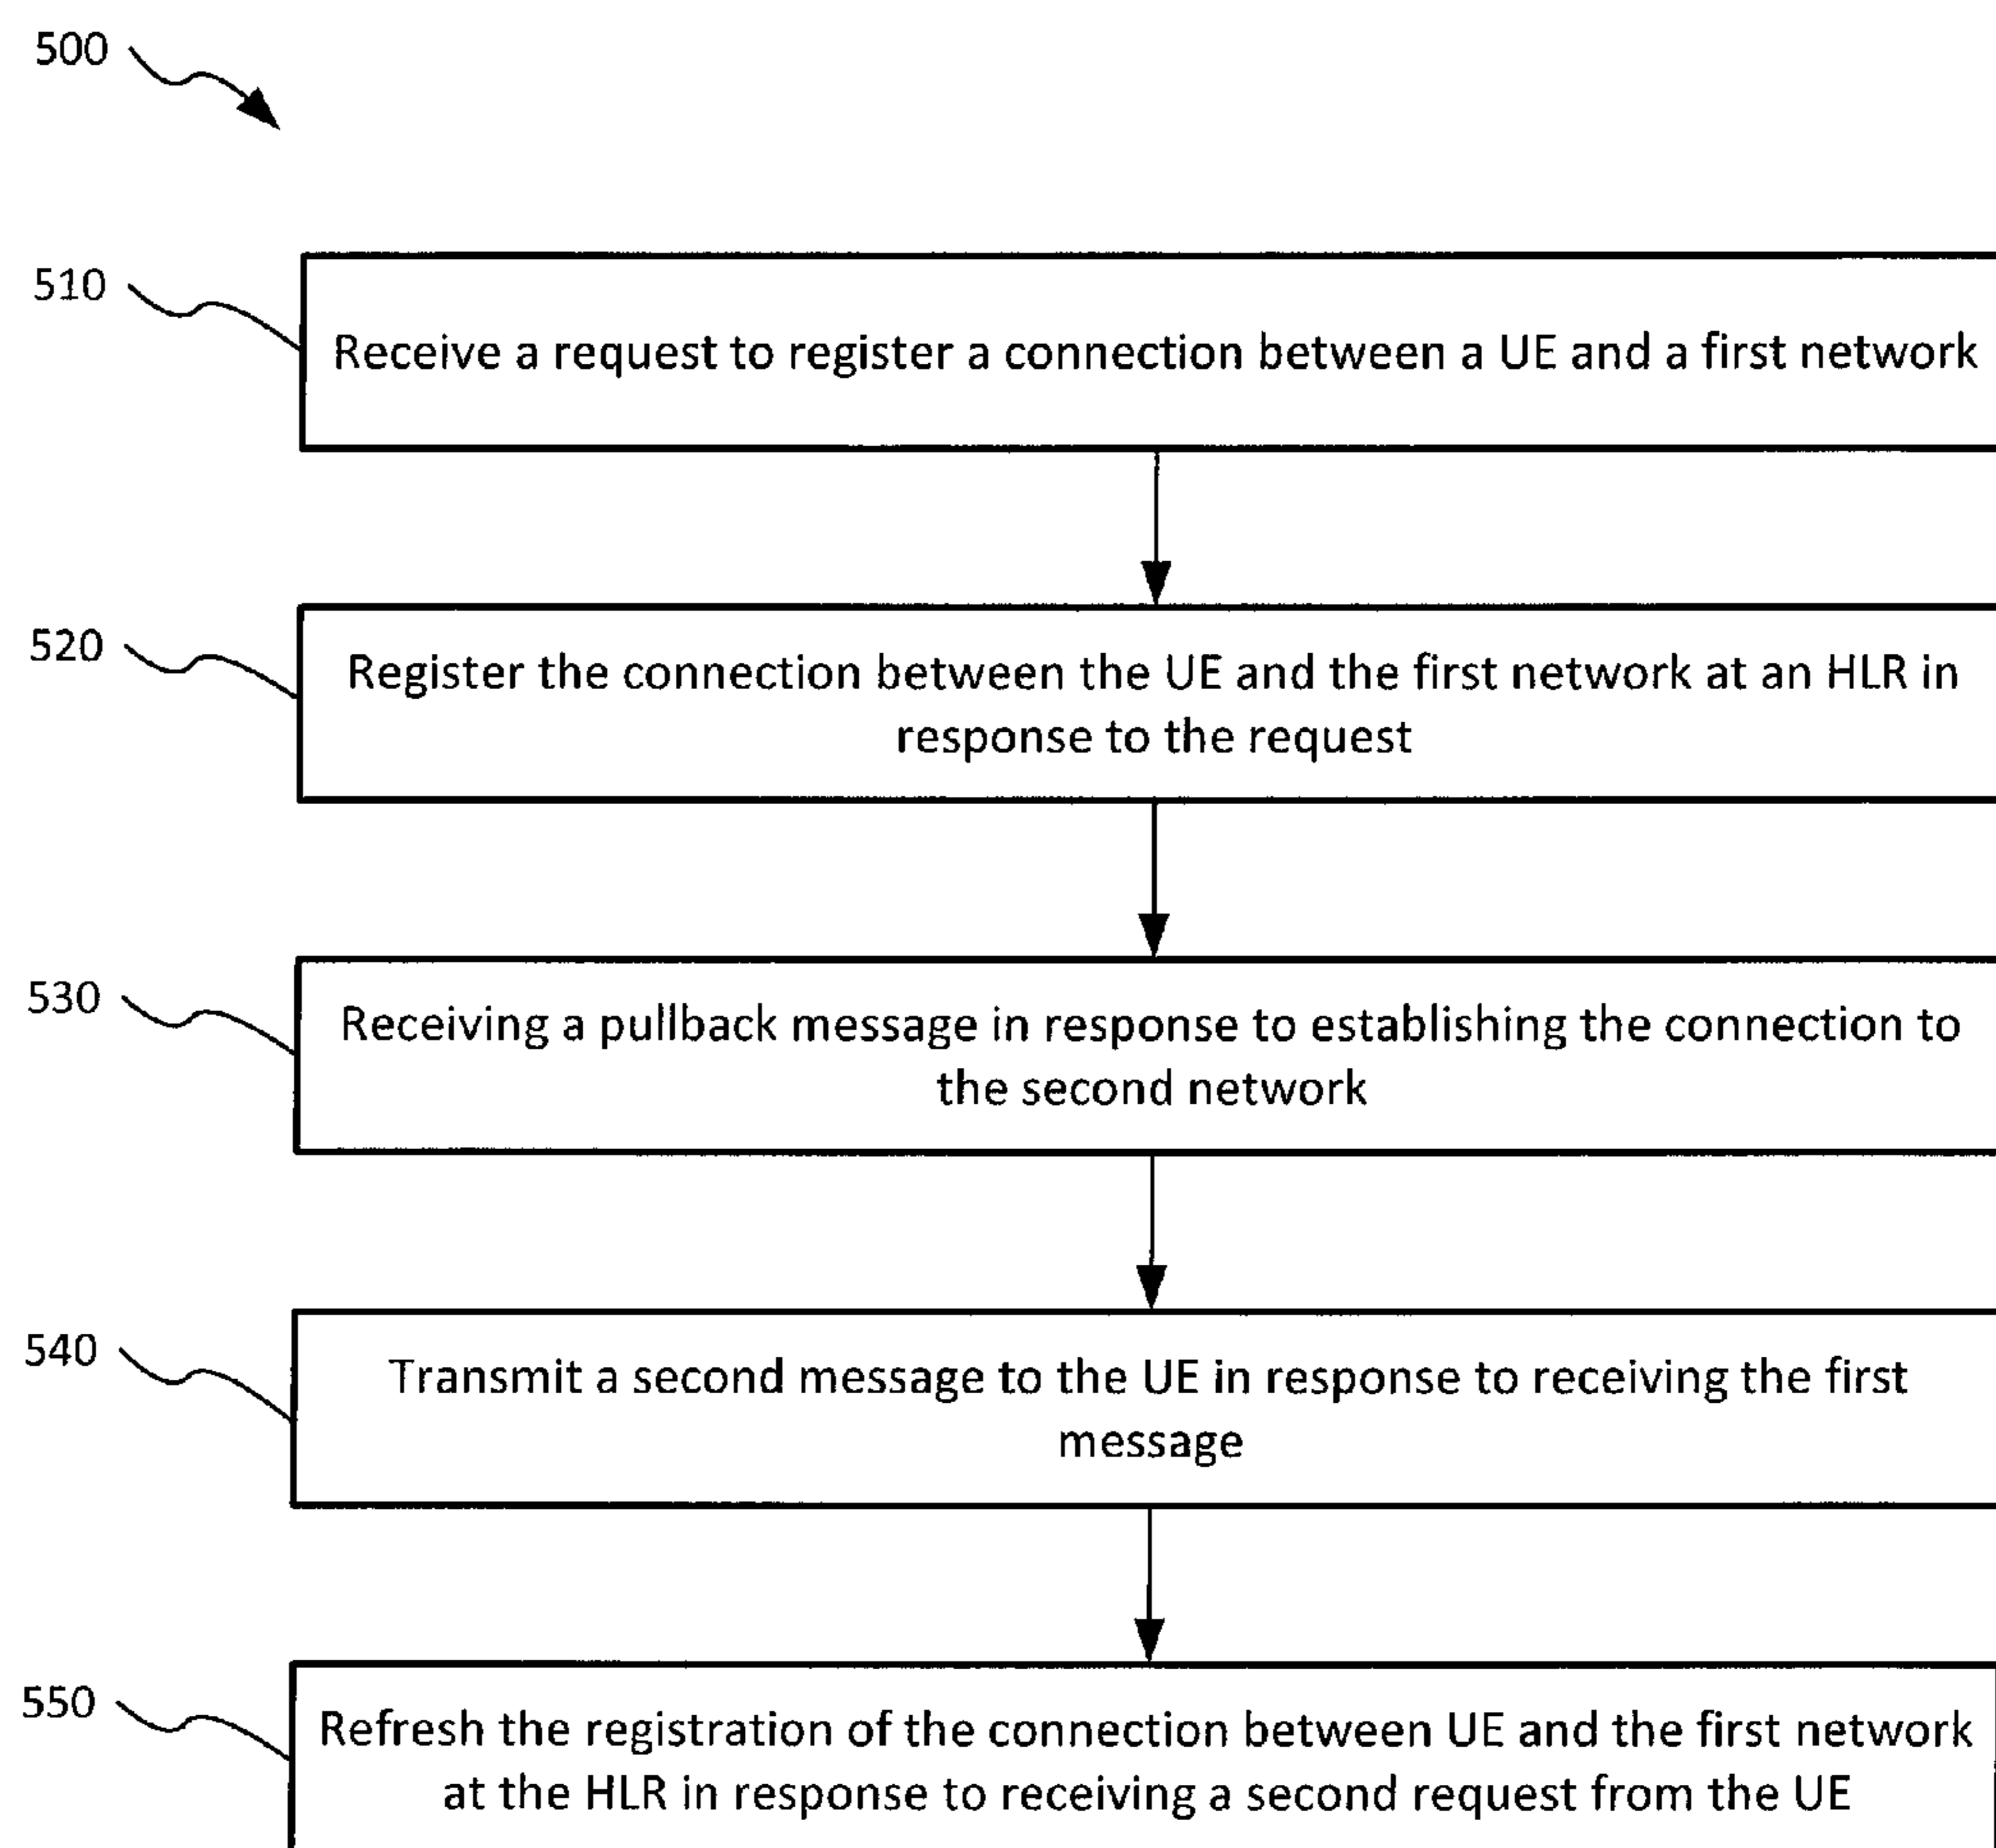 500
510
Receive a request to register a connection between a UE and a first network
520
Register the connection between the UE and the first network at an HLR in
response to the request
530
Receiving a pullback message in response to establishing the connection to
the second network
540
Transmit a second message to the UE in response to receiving the first
message
550
Refresh the registration of the connection between UE and the first network
at the HLR in response to receiving a second request from the UE